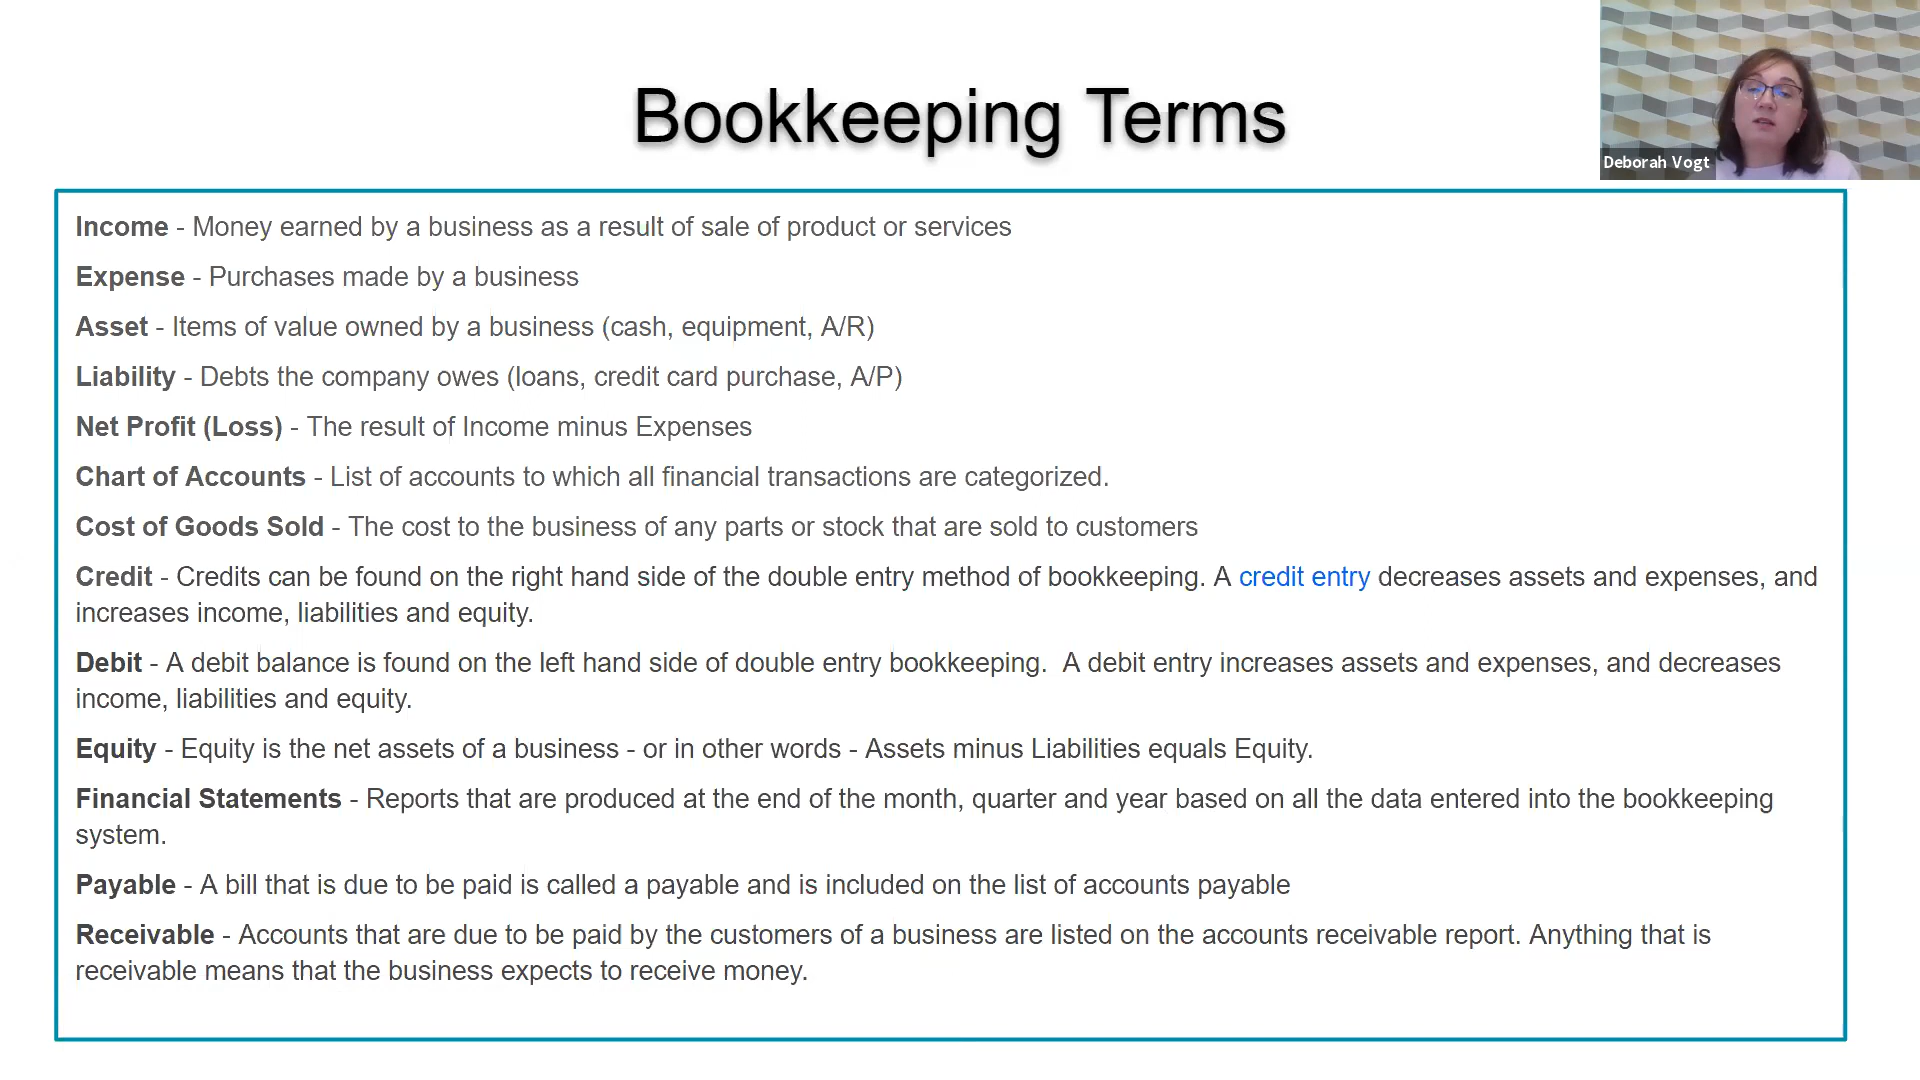 Bookkeeping Terms
Deborah Vogt
Income - Money earned by a business as a result of sale of product or services
Expense - Purchases made by a business
Asset - Items of value owned by a business (cash, equipment, A/R)
Liability - Debts the company owes (loans, credit card purchase, A/P)
Net Profit (Loss) - The result of Income minus Expenses
Chart of Accounts - List of accounts to which all financial transactions are categorized.
Cost of Goods Sold - The cost to the business of any parts or stock that are sold to customers
Credit - Credits can be found on the right hand side of the double entry method of bookkeeping. A credit entry decreases assets and expenses, and
increases income, liabilities and equity.
Debit - A debit balance is found on the left hand side of double entry bookkeeping.  A debit entry increases assets and expenses, and decreases
income, liabilities and equity.
Equity - Equity is the net assets of a business - or in other words - Assets minus Liabilities equals Equity.
Financial Statements - Reports that are produced at the end of the month, quarter and year based on all the data entered into the bookkeeping
system.
Payable - A bill that is due to be paid is called a payable and is included on the list of accounts payable
Receivable - Accounts that are due to be paid by the customers of a business are listed on the accounts receivable report. Anything that is
receivable means that the business expects to receive money.